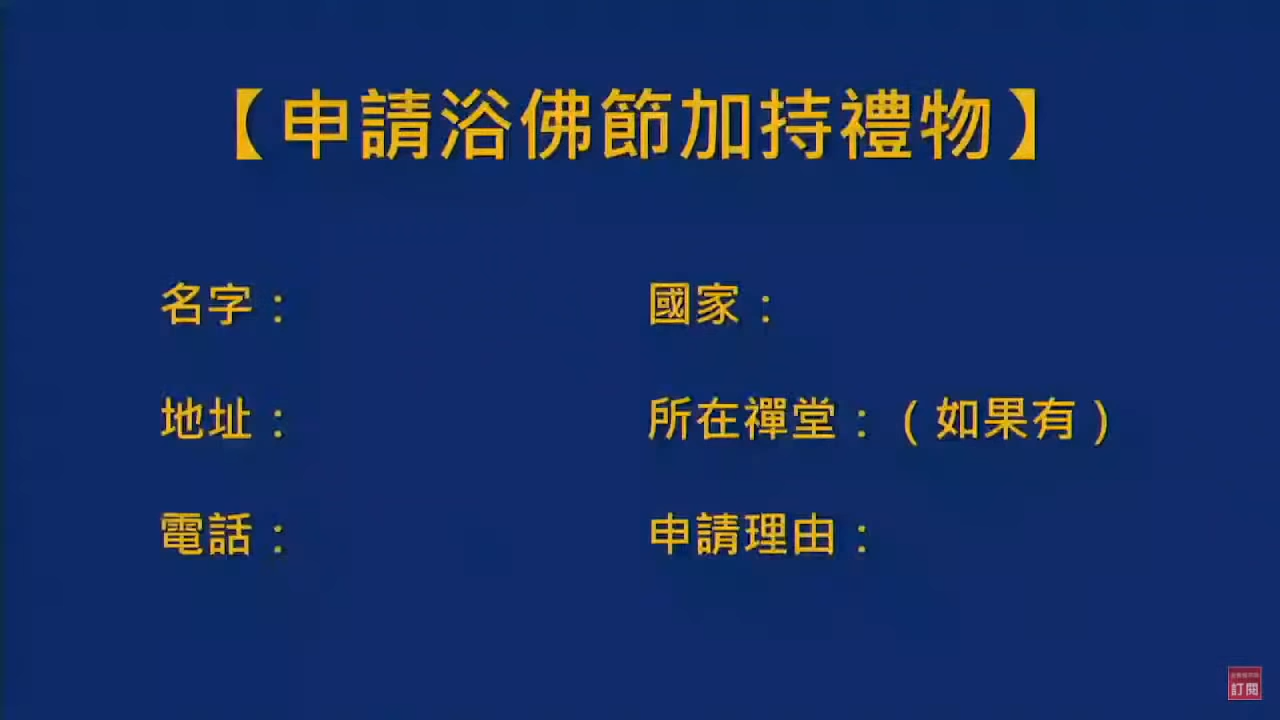 【申請浴佛節加持禮物】
名字：
國家：
地址：
所在禪堂：（如果有）
電話：
申請理由：
訂閱